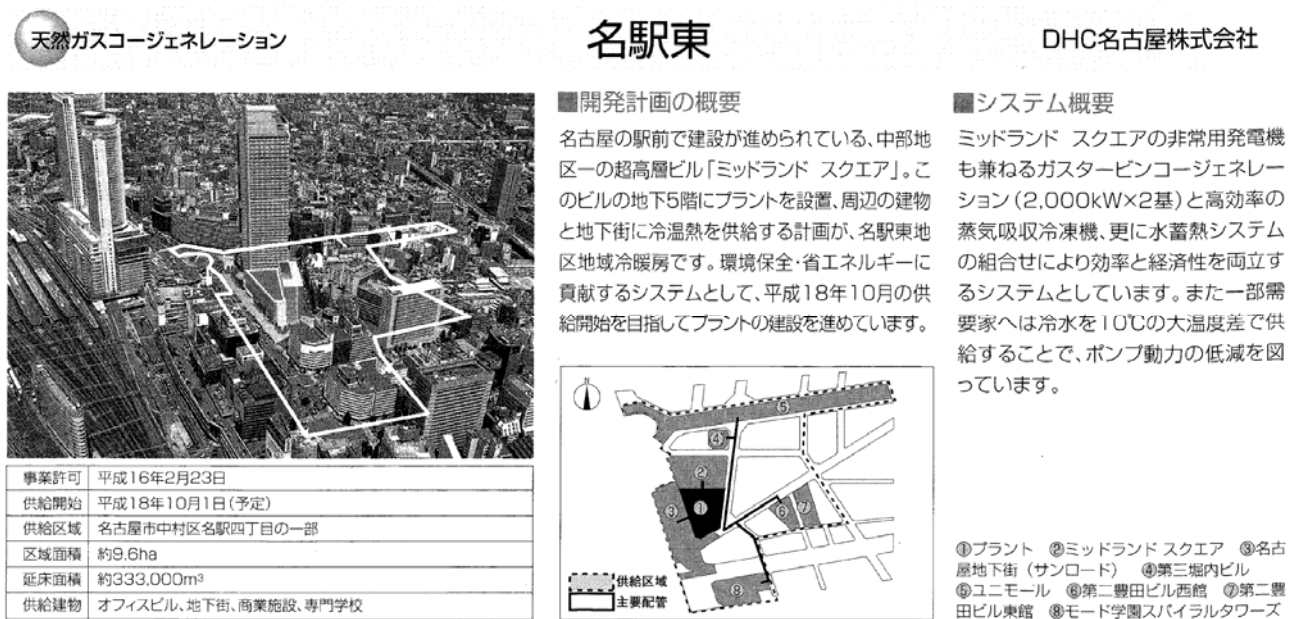 天然ガスコージェネレーション
名駅東
DHC名古屋株式会社
■開発計画の概要
名古屋の駅前で建設が進められている、中部地
区一の超高層ビル「ミッドランド スクエア」。こ
のビルの地下5階にプラントを設置、周辺の建物
と地下街に冷温熱を供給する計画が、名駅東地
区地域冷暖房です。環境保全・省エネルギーに
貢献するシステムとして、平成18年10月の供
給開始を目指してプラントの建設を進めています。
■システム概要
ミッドランド スクエアの非常用発電機
も兼ねるガスタービンコージェネレー
ション(2,000kW×2基)と高効率の
蒸気吸収冷凍機、更に水蓄熱システム
の組合せにより効率と経済性を両立す
るシステムとしています。また一部需
要家へは冷水を10℃の大温度差で供
給することで、ポンプ動力の低減を図
っています。
事業許可 平成16年2月23日
供給開始 平成18年10月1日(予定)
供給区域 名古屋市中村区名駅四丁目の一部
区域面積 約9.6ha
延床面積 約333,000m³
供給建物 オフィスビル、地下街、商業施設、専門学校
N
⑤
④
②
③
①
⑥
⑦
⑧
供給区域
主要配管
①プラント ②ミッドランド スクエア ③名古
屋地下街(サンロード) ④第三堀内ビル
⑤ユニモール ⑥第二豊田ビル西館 ⑦第二豊
田ビル東館 ⑧モード学園スパイラルタワーズ